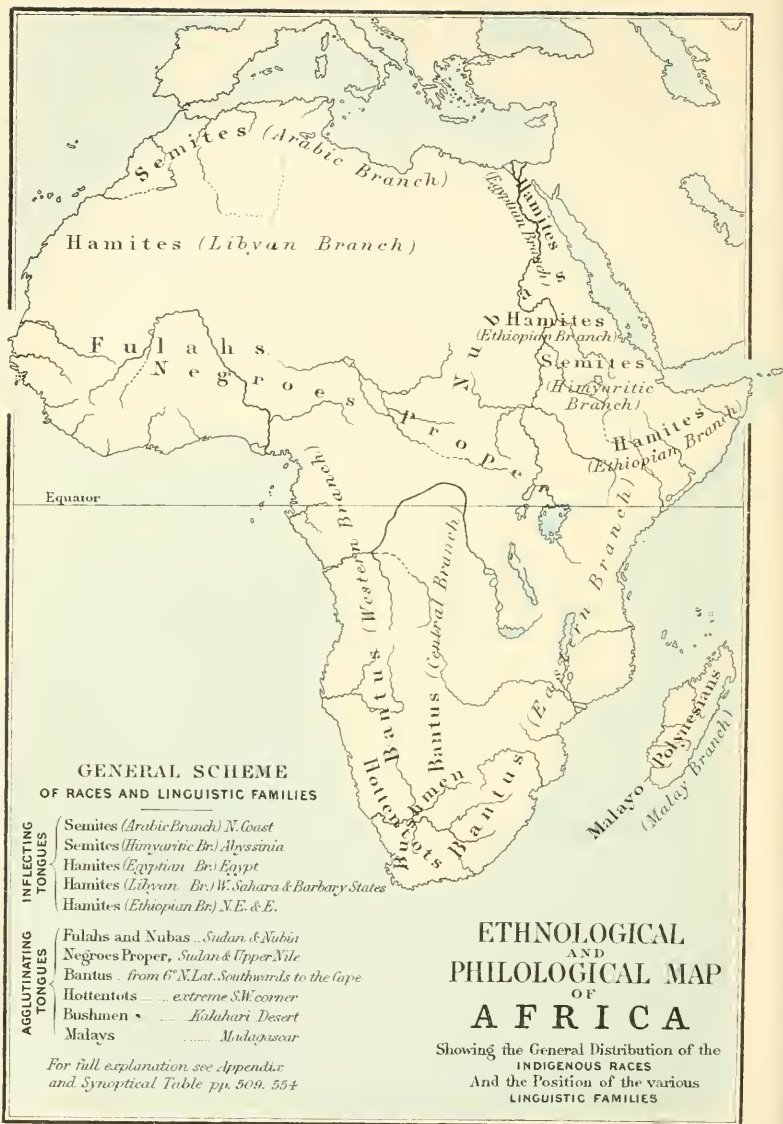 Semites (Arabic Branch)
Hamites (Libyan Branch)
Hamites
(Egyptian Branch)
Nubas
Hamites
(Ethiopian Branch)
Semites
(Himyaritic
Branch)
Hamites
(Ethiopian Branch)
Fulahs
Negroes Proper
Equator
Bantus (Western Branch)
Bantus (Central Branch)
Bantus (Eastern Branch)
Hottentots
Bushmen
Malayo Polynesians
(Malay Branch)
GENERAL SCHEME
OF RACES AND LINGUISTIC FAMILIES
INFLECTING
TONGUES
Semites (Arabic Branch) N. Coast
Semites (Himyaritic Br.) Abyssinia
Hamites (Egyptian Br.) Egypt
Hamites (Libyan Br.) W. Sahara & Barbary States
Hamites (Ethiopian Br.) N.E. & E.
AGGLUTINATING
TONGUES
Fulahs and Nubas .. Sudan & Nubia
Negroes Proper, Sudan & Upper Nile
Bantus . from 6° N. Lat. Southwards to the Cape
Hottentots ..... extreme S.W. corner
Bushmen ..... Kalahari Desert
Malays ...... Madagascar
For full explanation see Appendix
and Synoptical Table pp. 509. 554
ETHNOLOGICAL
AND
PHILOLOGICAL MAP
OF
AFRICA
Showing the General Distribution of the
INDIGENOUS RACES
And the Position of the various
LINGUISTIC FAMILIES